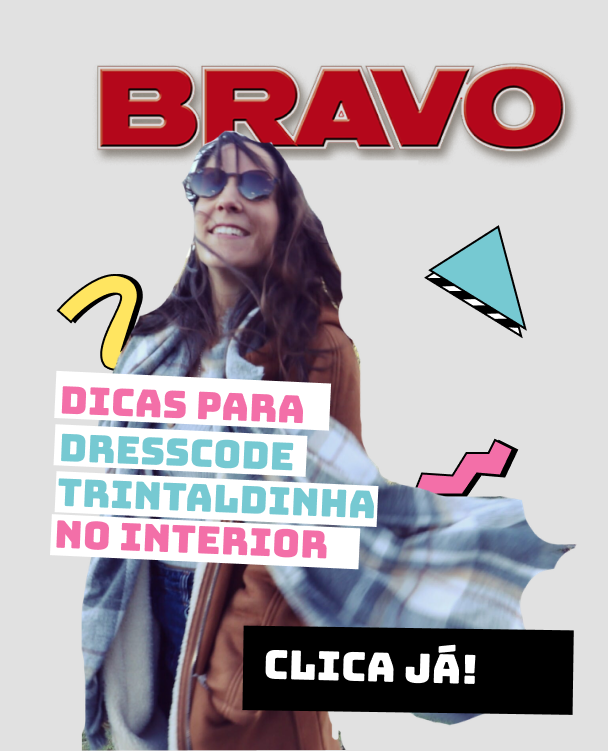 BRAVO
DICAS PARA
DRESSCODE
TRINTALDINHA
NO INTERIOR
CLICA JÁ!